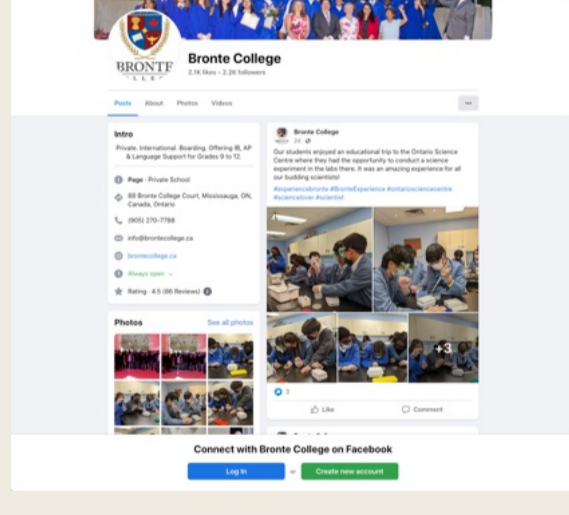 BRONTE
Bronte College
2.1K likes • 2.2K followers
Posts About Photos Videos
Intro
Private. International. Boarding. Offering IB, AP
& Language Support for Grades 9 to 12.
Page · Private School
88 Bronte College Court, Mississauga, ON,
Canada, Ontario
(905) 270-7788
info@brontecollege.ca
brontecollege.ca
Always open
Rating · 4.5 (66 Reviews)
Photos See all photos
Bronte College
2d
Our students enjoyed an educational trip to the Ontario Science
Centre where they had the opportunity to conduct a science
experiment in the labs there. It was an amazing experience for all
our budding scientists!
#experiencebronte #BronteExperience #ontariosciencecentre
#sciencelover #scientist
+3
3
Like Comment
Connect with Bronte College on Facebook
Log In or Create new account